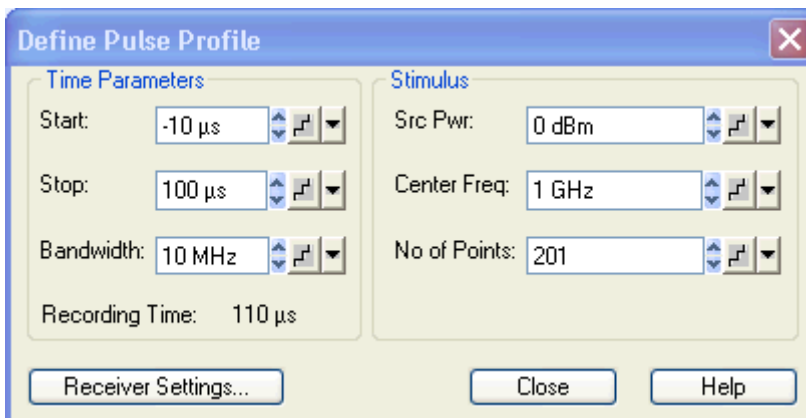 Define Pulse Profile
Time Parameters
Start: -10 µs
Stop: 100 µs
Bandwidth: 10 MHz
Recording Time: 110 µs
Stimulus
Src Pwr: 0 dBm
Center Freq: 1 GHz
No of Points: 201
Receiver Settings...
Close
Help